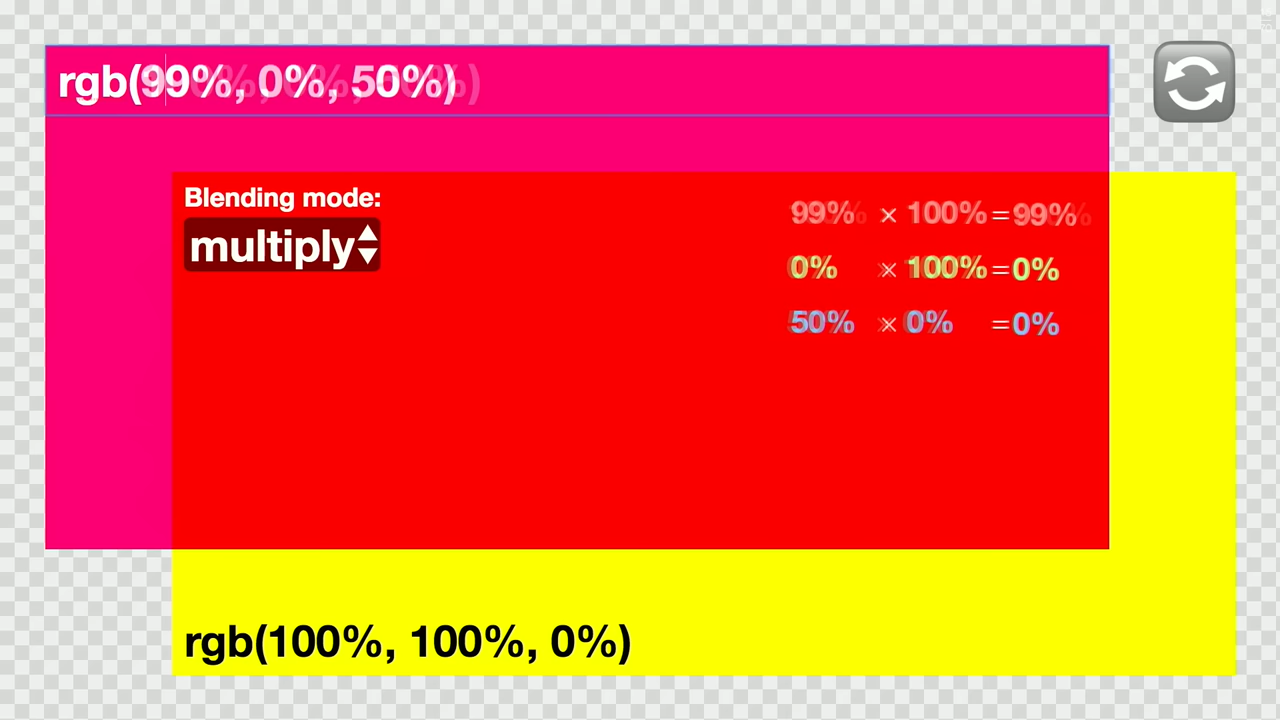 rgb(99%, 0%, 50%)
Blending mode:
multiply
99% × 100% = 99%
0% × 100% = 0%
50% × 0% = 0%
rgb(100%, 100%, 0%)